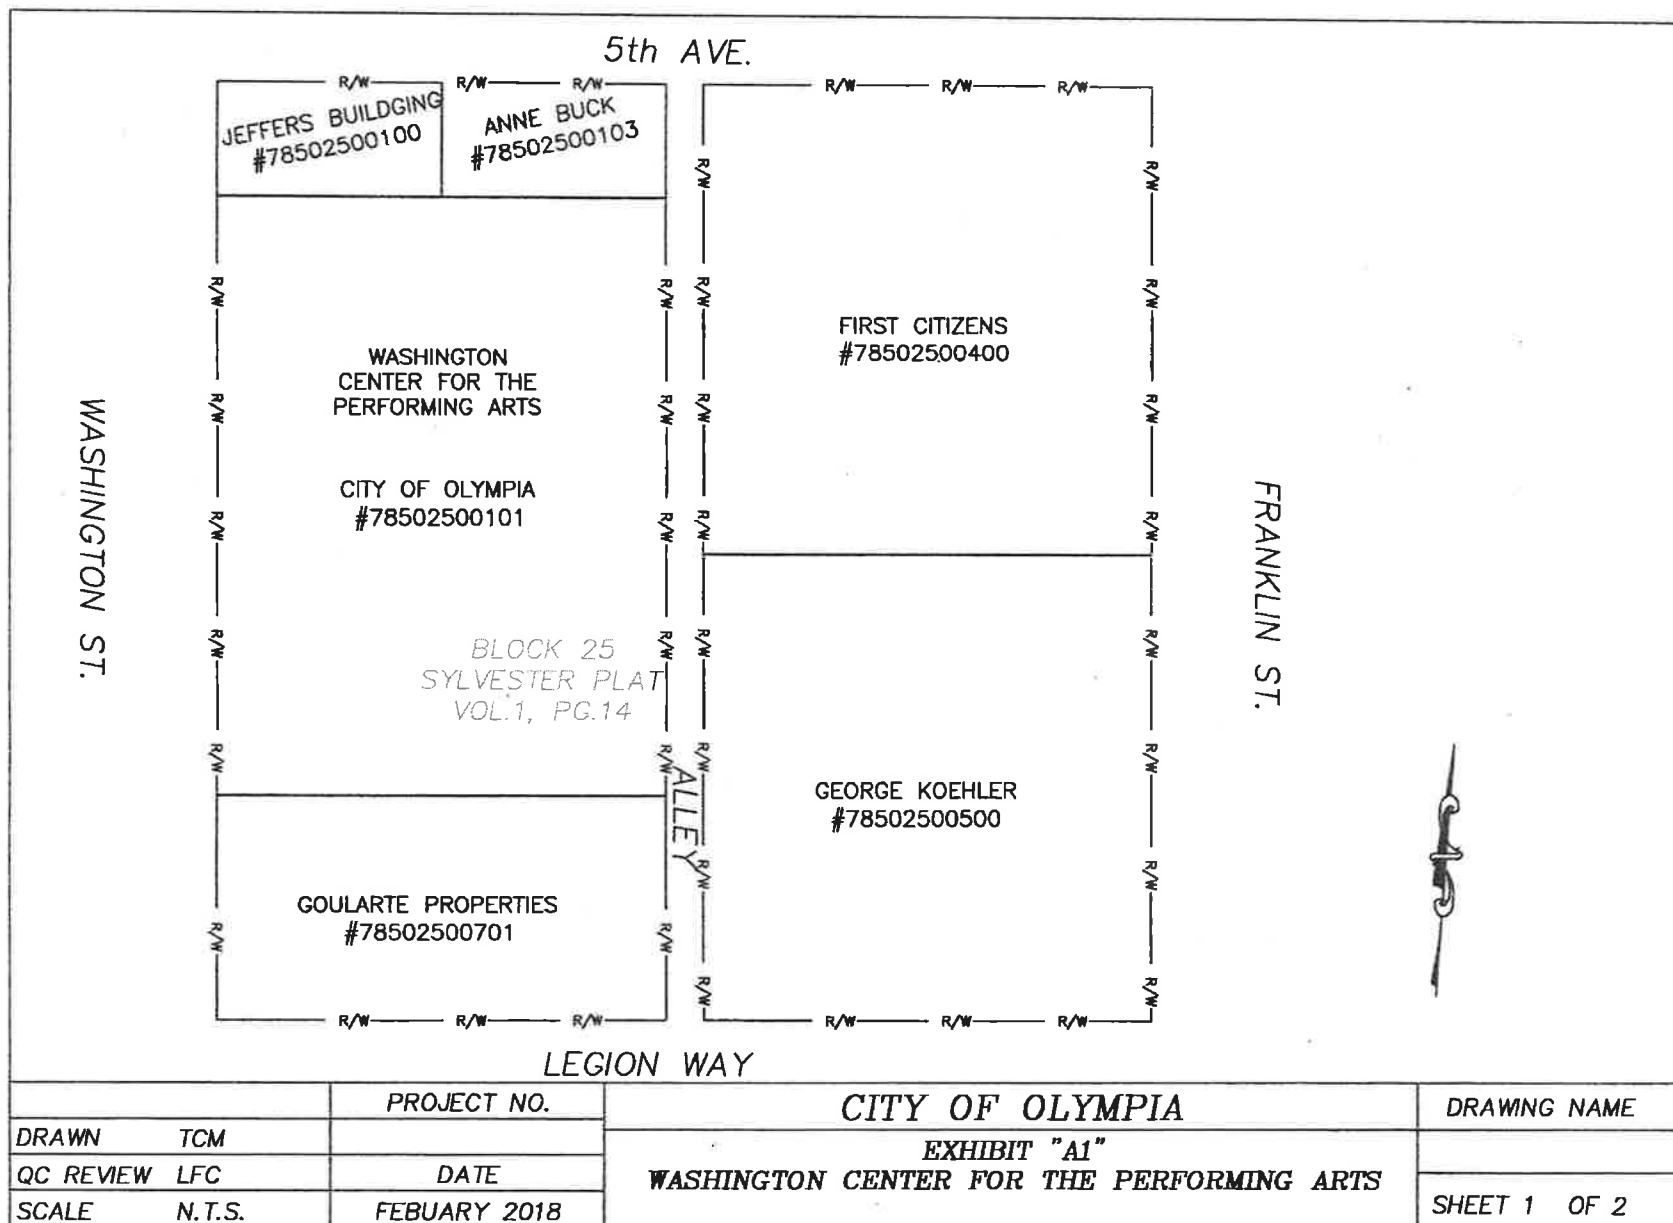 5th AVE.
R/W R/W R/W R/W R/W R/W
JEFFERS BUILDGING
#78502500100
ANNE BUCK
#78502500103
R/W R/W
R/W R/W R/W R/W
FIRST CITIZENS
#78502500400
WASHINGTON
CENTER FOR THE
PERFORMING ARTS
R/W R/W R/W R/W
CITY OF OLYMPIA
#78502500101
R/W R/W R/W R/W
WASHINGTON ST.
FRANKLIN ST.
BLOCK 25
SYLVESTER PLAT
VOL.1, PG.14
R/W R/W R/W R/W
R/W R/W R/W R/W
ALLEY
GEORGE KOEHLER
#78502500500
R/W R/W
GOULARTE PROPERTIES
#78502500701
R/W R/W R/W R/W
R/W R/W R/W R/W R/W R/W
LEGION WAY
PROJECT NO.
CITY OF OLYMPIA
DRAWING NAME
DRAWN TCM
EXHIBIT "A1"
QC REVIEW LFC
DATE
WASHINGTON CENTER FOR THE PERFORMING ARTS
SCALE N.T.S.
FEBUARY 2018
SHEET 1 OF 2